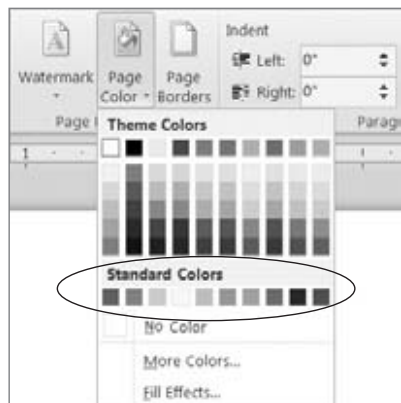 Indent
Watermark Page Page Left: 0"
Color Borders Right: 0"
Page Parag
Theme Colors
1
Standard Colors
No Color
More Colors...
Fill Effects...